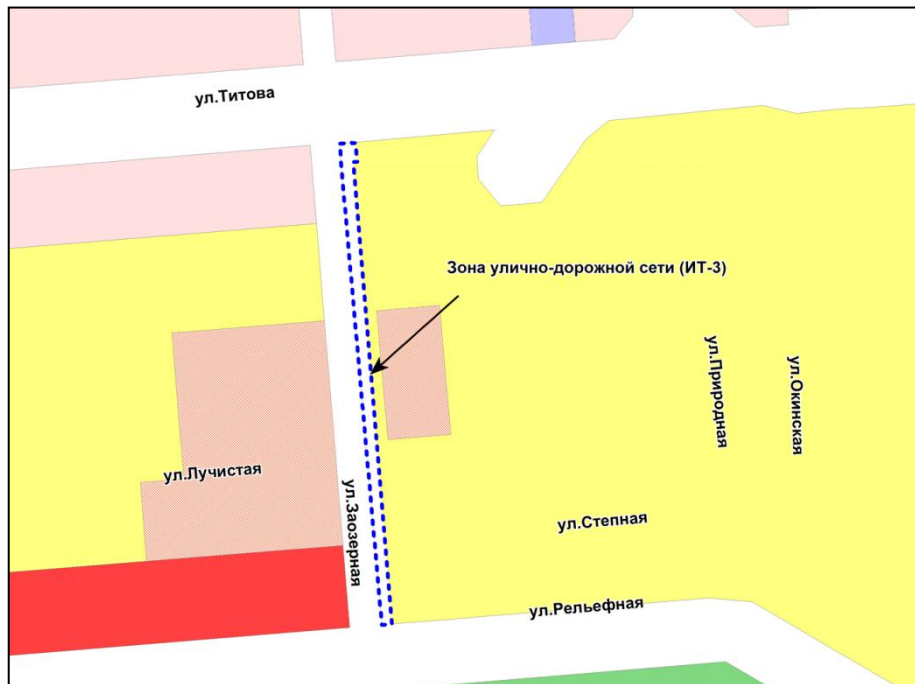 ул.Титова
Зона улично-дорожной сети (ИТ-3)
ул.Природная
ул.Окинская
ул.Лучистая
ул.Заозерная
ул.Степная
ул.Рельефная